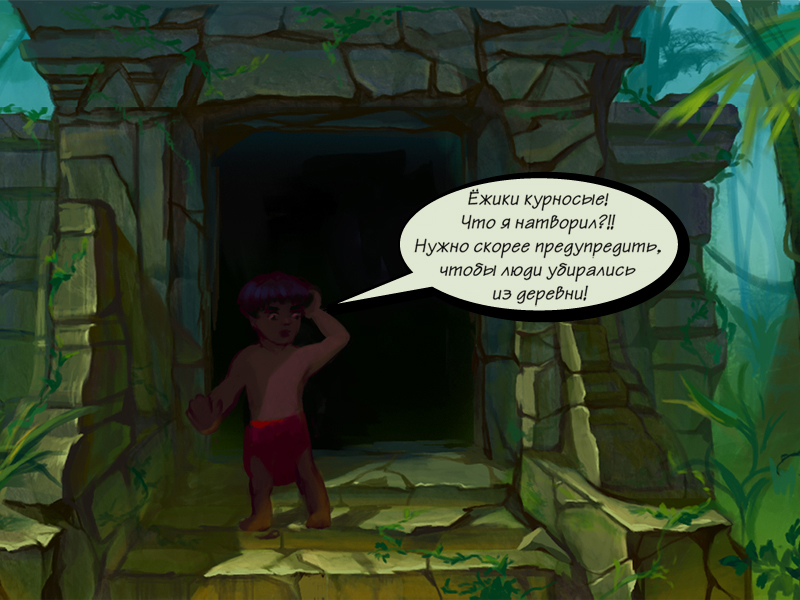 Ёжики курносые!
Что я натворил?!!
Нужно скорее предупредить,
чтобы люди убирались
из деревни!